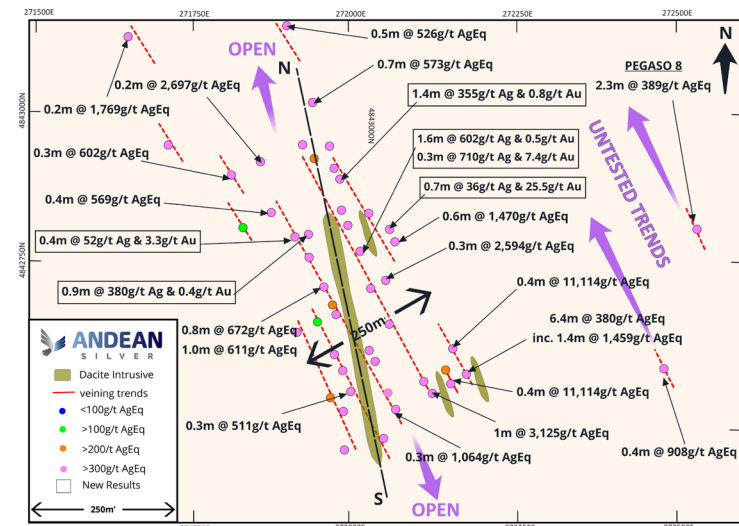 271500E
271750E
272000E
272250E
272500E
0.5m @ 526g/t AgEq
OPEN
N
N
0.7m @ 573g/t AgEq
PEGASO 8
2.3m @ 389g/t AgEq
0.2m @ 2,697g/t AgEq
1.4m @ 355g/t Ag & 0.8g/t Au
0.2m @ 1,769g/t AgEq
4843000N
4843000N
1.6m @ 602g/t Ag & 0.5g/t Au
0.3m @ 710g/t Ag & 7.4g/t Au
UNTESTED TRENDS
0.3m @ 602g/t AgEq
0.7m @ 36g/t Ag & 25.5g/t Au
0.4m @ 569g/t AgEq
0.6m @ 1,470g/t AgEq
0.4m @ 52g/t Ag & 3.3g/t Au
0.3m @ 2,594g/t AgEq
4842750N
0.4m @ 11,114g/t AgEq
0.9m @ 380g/t Ag & 0.4g/t Au
250m
6.4m @ 380g/t AgEq
inc. 1.4m @ 1,459g/t AgEq
0.8m @ 672g/t AgEq
1.0m @ 611g/t AgEq
0.4m @ 11,114g/t AgEq
0.3m @ 511g/t AgEq
1m @ 3,125g/t AgEq
0.3m @ 1,064g/t AgEq
0.4m @ 908g/t AgEq
S
OPEN
ANDEAN
SILVER
Dacite Intrusive
veining trends
<100g/t AgEq
>100g/t AgEq
>200g/t AgEq
>300g/t AgEq
New Results
250m'